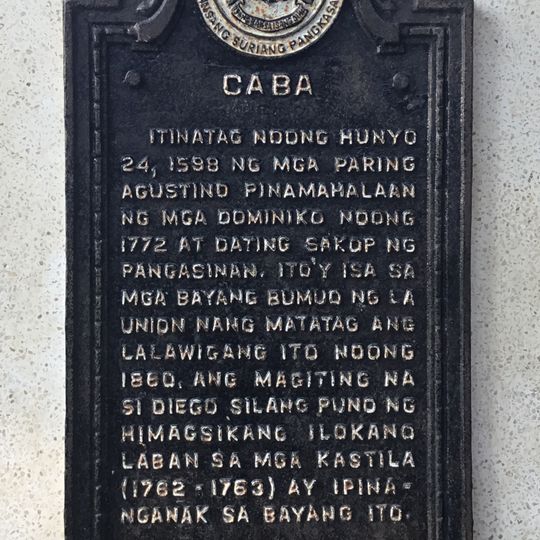 SURIANG PANGKASA
CABA
ITINATAG NOONG HUNYO
24, 1598 NG MGA PARING
AGUSTINO PINAMAHALAAN
NG MGA DOMINIKO NOONG
1772 AT DATING SAKOP NG
PANGASINAN. ITO'Y ISA SA
MGA BAYANG BUMUO NG LA
UNION NANG MATATAG ANG
LALAWIGANG ITO NOONG
1860. ANG MAGITING NA
SI DIEGO SILANG PUNO NG
HIMAGSIKANG ILOKANO
LABAN SA MGA KASTILA
(1762 - 1763) AY IPINA-
NGANAK SA BAYANG ITO.